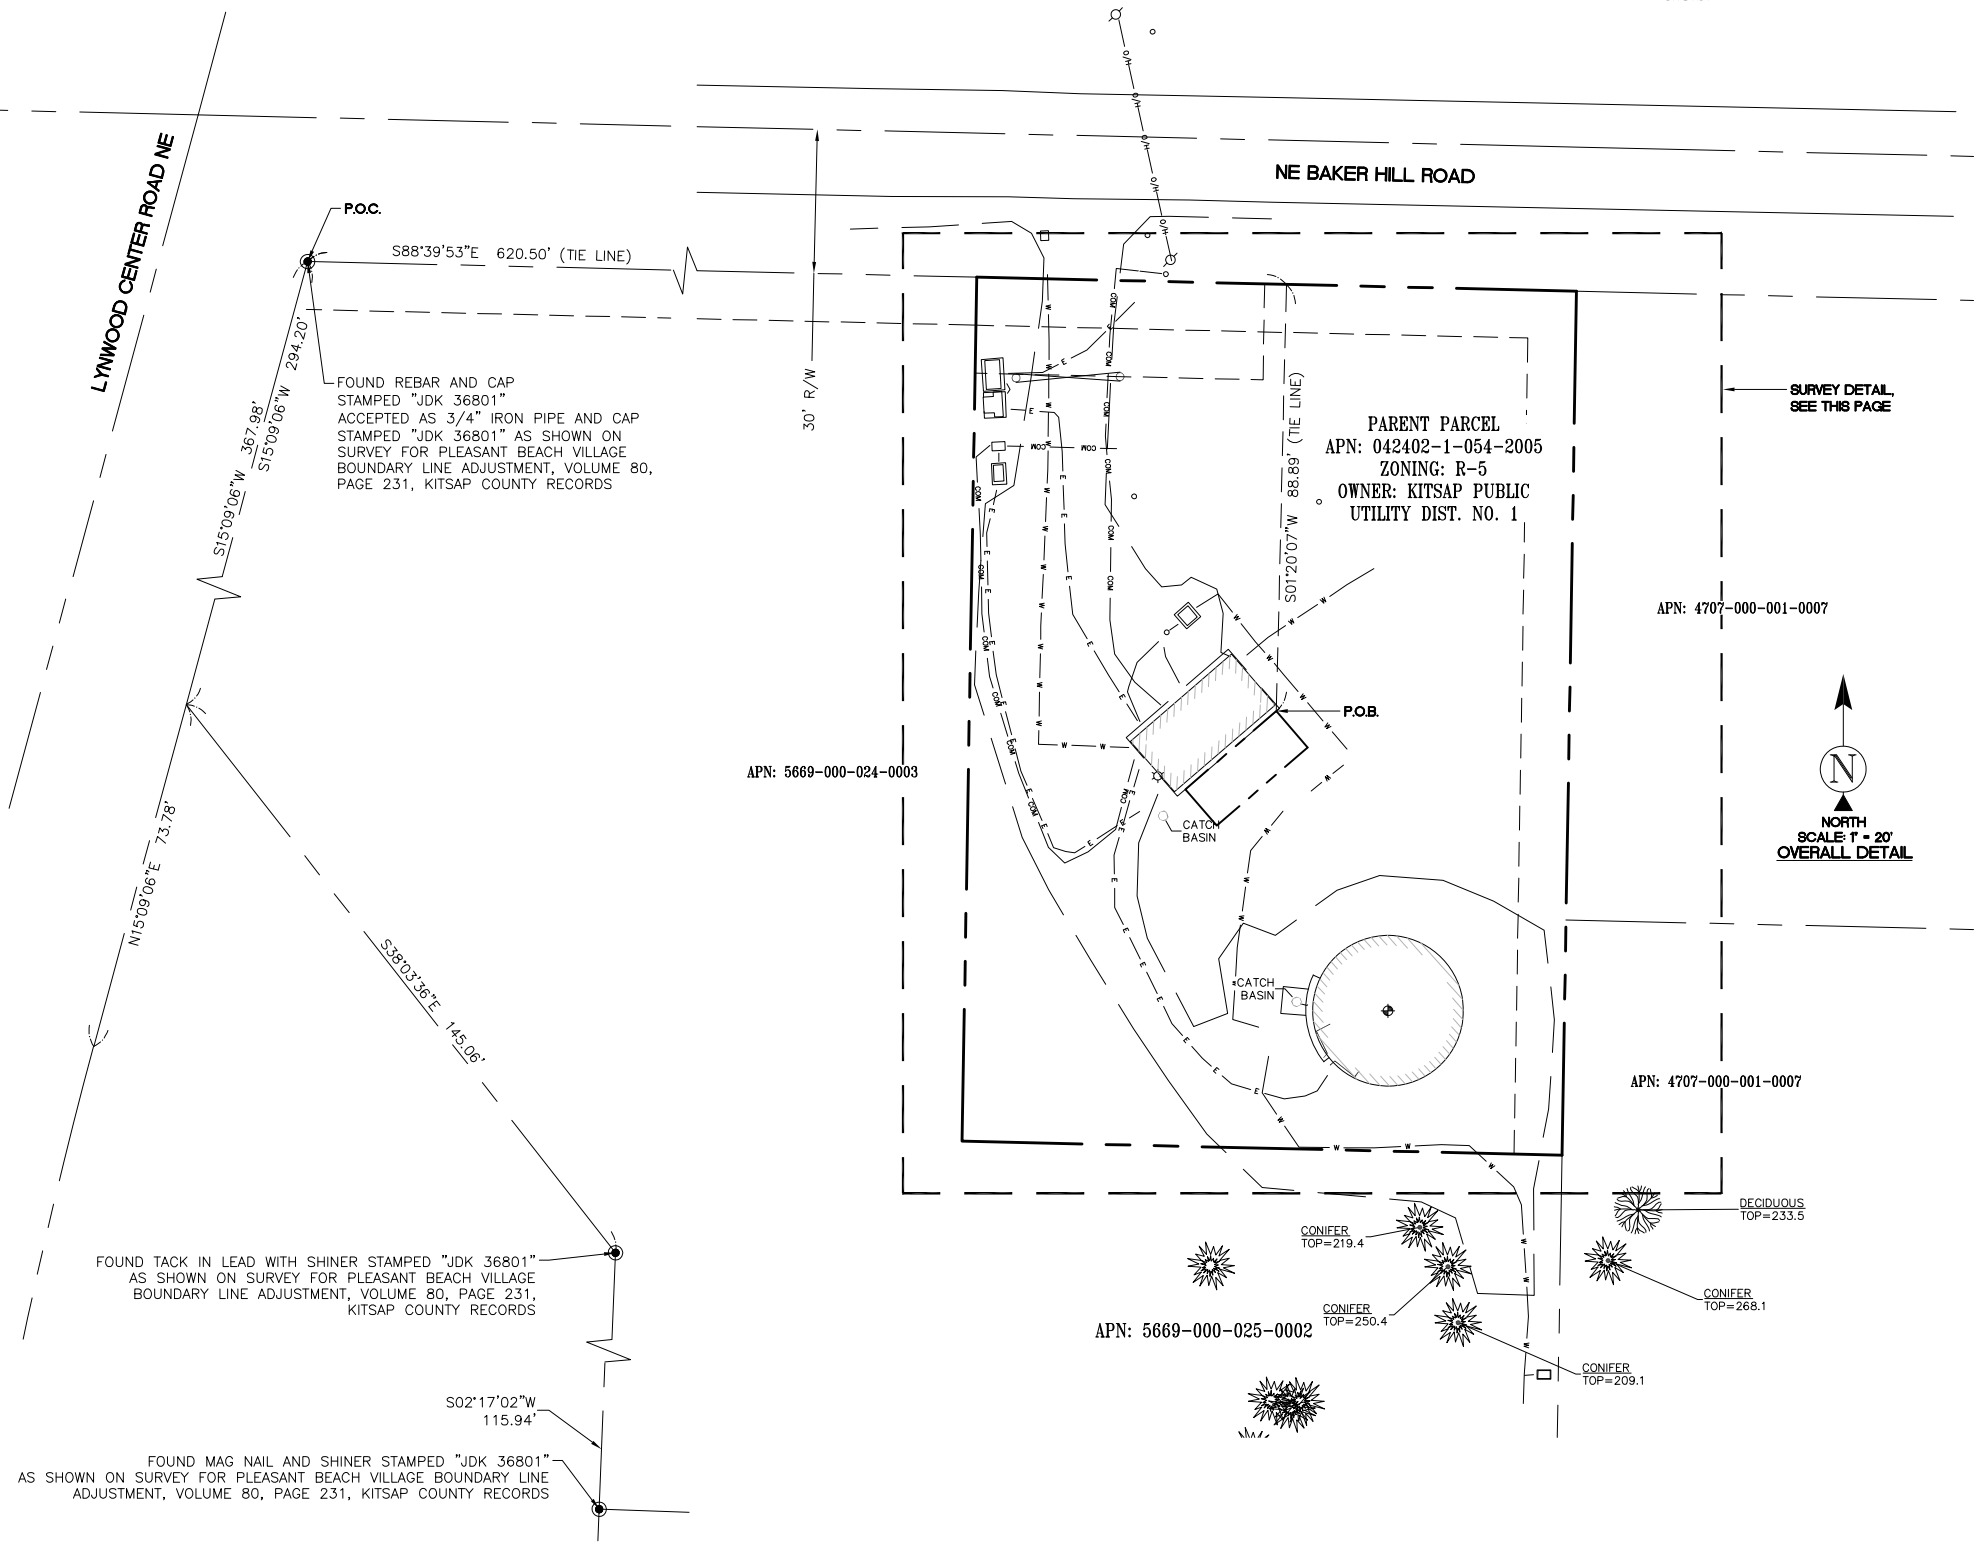 NE BAKER HILL ROAD
LYNWOOD CENTER ROAD NE
P.O.C.
S88°39'53"E 620.50' (TIE LINE)
30' R/W
S15°09'06"W 294.20'
S15°09'06"W 367.98'
FOUND REBAR AND CAP
STAMPED "JDK 36801"
ACCEPTED AS 3/4" IRON PIPE AND CAP
STAMPED "JDK 36801" AS SHOWN ON
SURVEY FOR PLEASANT BEACH VILLAGE
BOUNDARY LINE ADJUSTMENT, VOLUME 80,
PAGE 231, KITSAP COUNTY RECORDS
SURVEY DETAIL,
SEE THIS PAGE
PARENT PARCEL
APN: 042402-1-054-2005
ZONING: R-5
OWNER: KITSAP PUBLIC
UTILITY DIST. NO. 1
S01°20'07"W 88.89' (TIE LINE)
APN: 4707-000-001-0007
P.O.B.
APN: 5669-000-024-0003
CATCH
BASIN
N
NORTH
SCALE: 1" = 20'
OVERALL DETAIL
N15°09'06"E 73.78'
S38°03'36"E 145.06'
CATCH
BASIN
APN: 4707-000-001-0007
DECIDUOUS
TOP=233.5
CONIFER
TOP=219.4
CONIFER
TOP=268.1
CONIFER
TOP=250.4
APN: 5669-000-025-0002
CONIFER
TOP=209.1
FOUND TACK IN LEAD WITH SHINER STAMPED "JDK 36801"
AS SHOWN ON SURVEY FOR PLEASANT BEACH VILLAGE
BOUNDARY LINE ADJUSTMENT, VOLUME 80, PAGE 231,
KITSAP COUNTY RECORDS
S02°17'02"W
115.94'
FOUND MAG NAIL AND SHINER STAMPED "JDK 36801"
AS SHOWN ON SURVEY FOR PLEASANT BEACH VILLAGE BOUNDARY LINE
ADJUSTMENT, VOLUME 80, PAGE 231, KITSAP COUNTY RECORDS